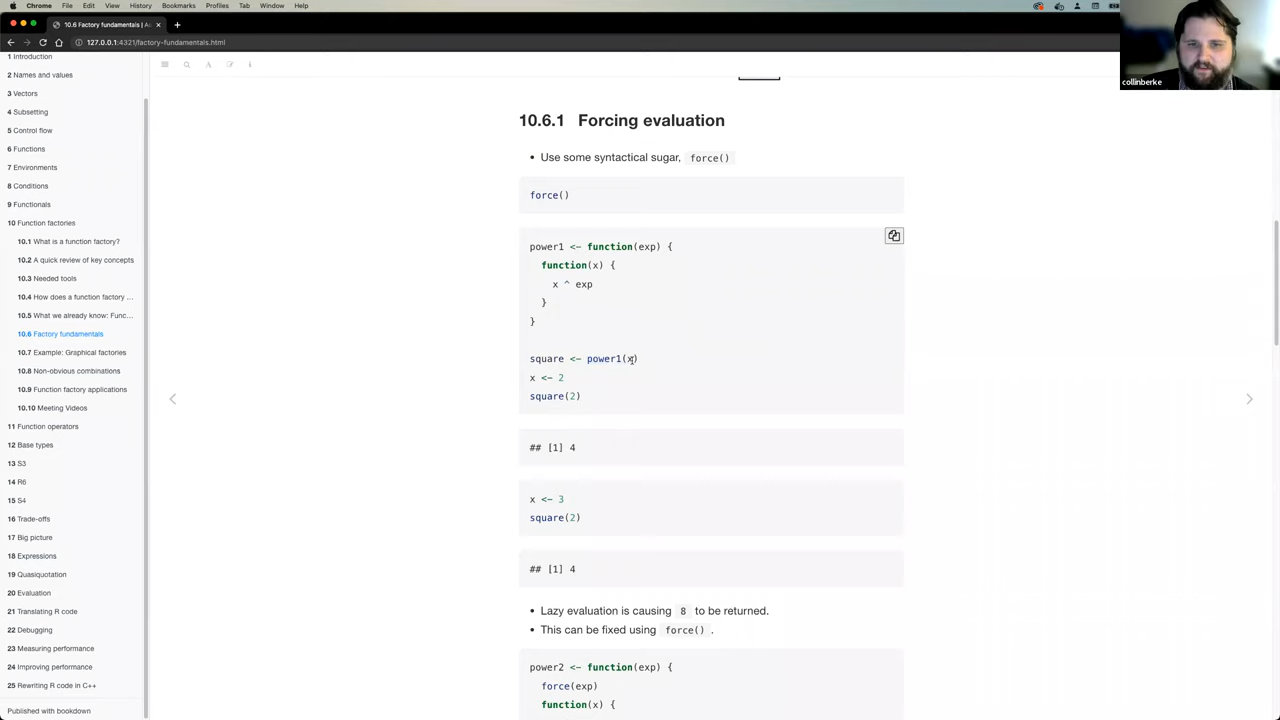 Chrome File Edit View History Bookmarks Profiles Tab Window Help
10.6 Factory fundamentals | A
127.0.0.1:4321/factory-fundamentals.html
collinberke
1 Introduction
2 Names and values
3 Vectors
4 Subsetting
5 Control flow
6 Functions
7 Environments
8 Conditions
9 Functionals
10 Function factories
10.1 What is a function factory?
10.2 A quick review of key concepts
10.3 Needed tools
10.4 How does a function factory ...
10.5 What we already know: Func...
10.6 Factory fundamentals
10.7 Example: Graphical factories
10.8 Non-obvious combinations
10.9 Function factory applications
10.10 Meeting Videos
11 Function operators
12 Base types
13 S3
14 R6
15 S4
16 Trade-offs
17 Big picture
18 Expressions
19 Quasiquotation
20 Evaluation
21 Translating R code
22 Debugging
23 Measuring performance
24 Improving performance
25 Rewriting R code in C++
Published with bookdown
10.6.1 Forcing evaluation
• Use some syntactical sugar, force()
force()
power1 <- function(exp) {
function(x) {
x ^ exp
}
}
square <- power1(x)
x <- 2
square(2)
## [1] 4
x <- 3
square(2)
## [1] 4
• Lazy evaluation is causing 8 to be returned.
• This can be fixed using force() .
power2 <- function(exp) {
force(exp)
function(x) {